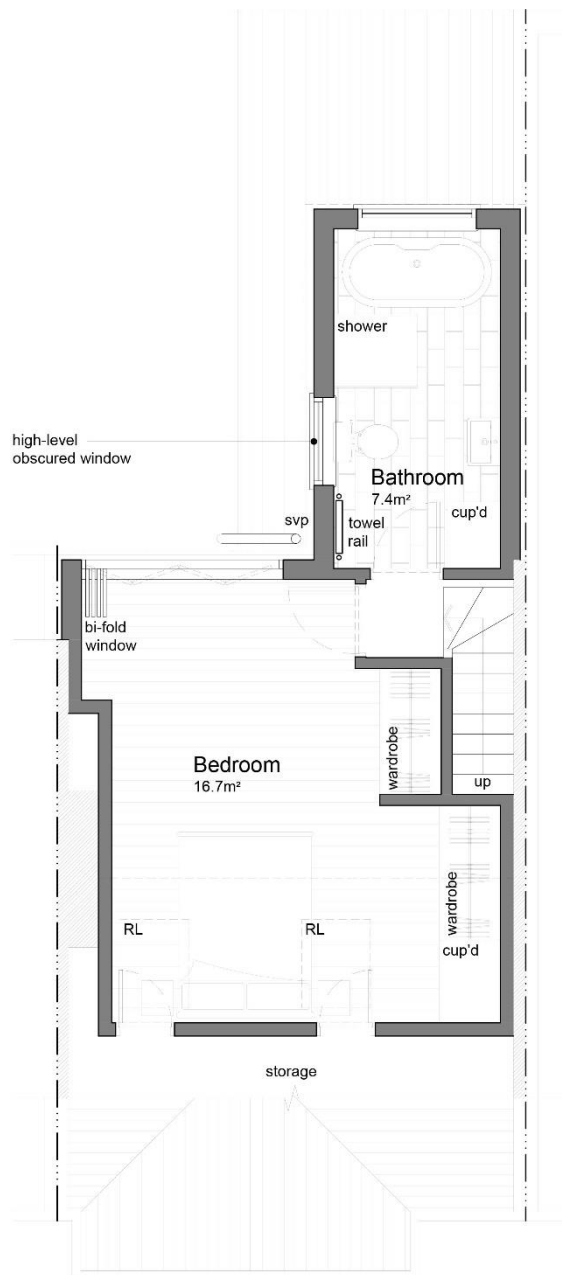 shower
high-level
obscured window
Bathroom
7.4m²
cup'd
svp
towel
rail
bi-fold
window
Bedroom
16.7m²
wardrobe
up
wardrobe
cup'd
RL
RL
storage